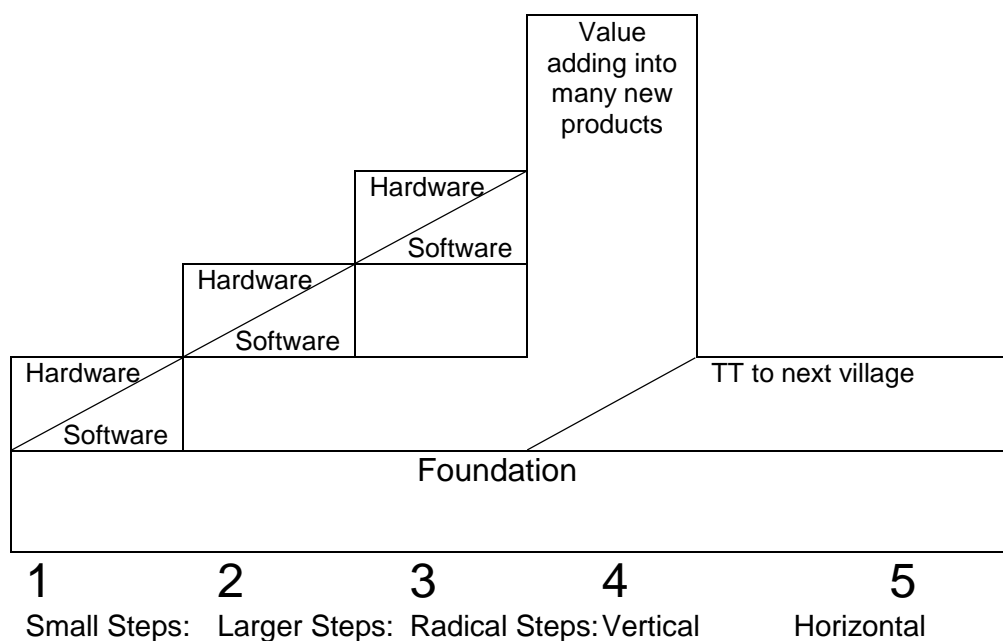 Value
adding into
many new
products
Hardware
Software
Hardware
Software
Hardware
Software
TT to next village
Foundation
1 2 3 4 5
Small Steps: Larger Steps: Radical Steps: Vertical Horizontal